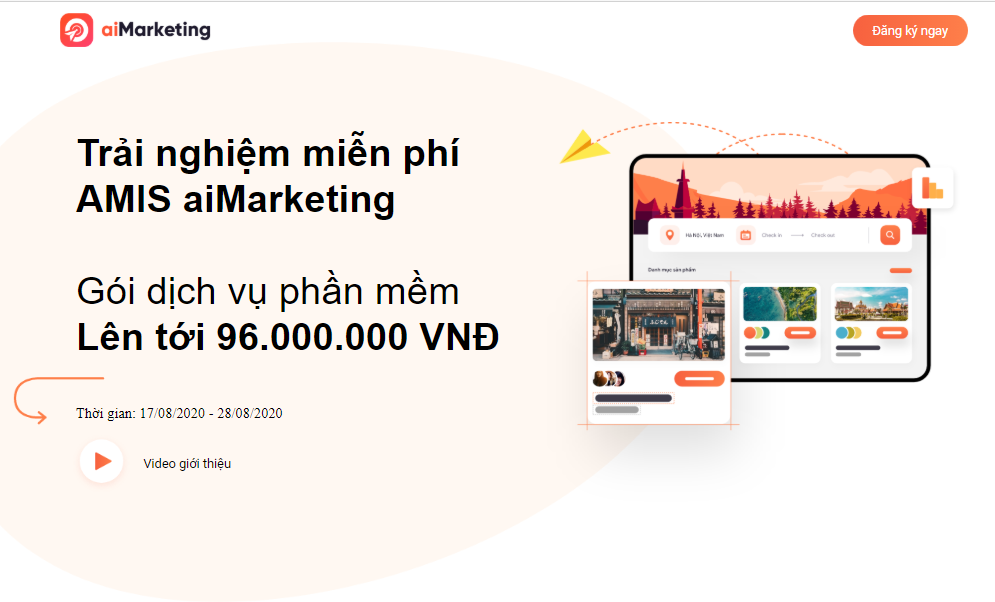 aiMarketing
Đăng ký ngay
Trải nghiệm miễn phí
AMIS aiMarketing
Gói dịch vụ phần mềm
Lên tới 96.000.000 VNĐ
Thời gian: 17/08/2020 - 28/08/2020
Video giới thiệu
Hà Nội, Việt Nam
Check in
Check out
Danh mục sản phẩm